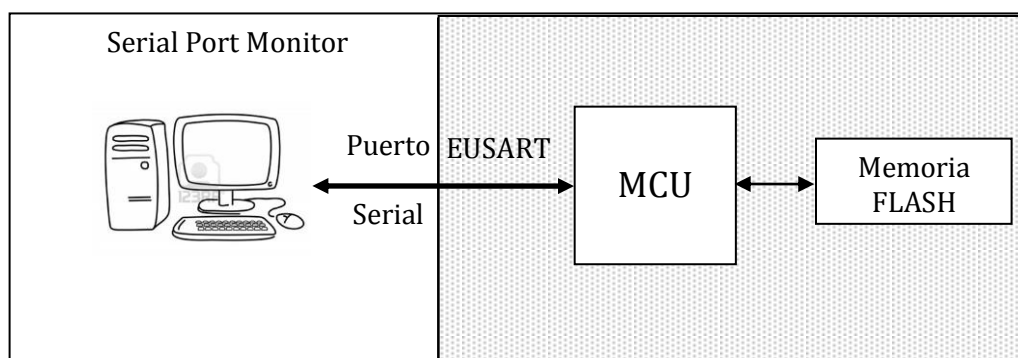 Serial Port Monitor
Puerto EUSART
Serial
MCU
Memoria
FLASH